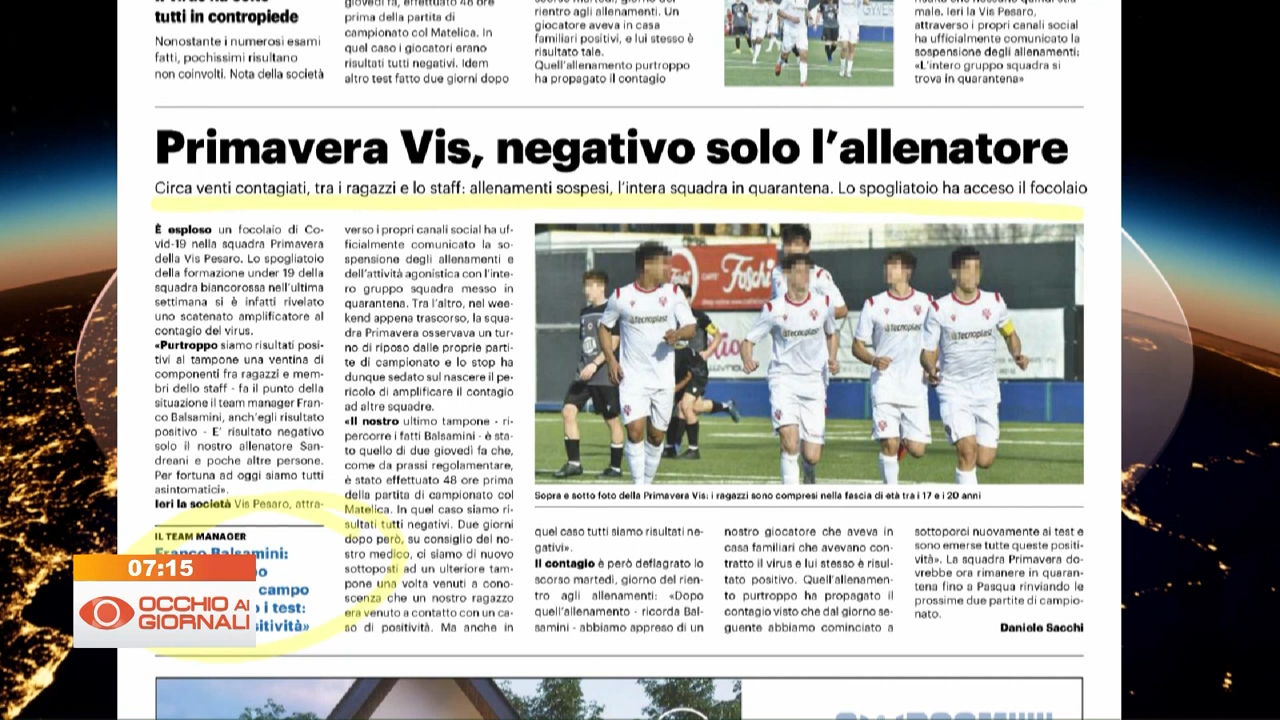 tutti in contropiede
Nonostante i numerosi esami
fatti, pochissimi risultano
non coinvolti. Nota della società
giovedì fa, effettuato 48 ore
prima della partita di
campionato col Matelica. In
quel caso i giocatori erano
risultati tutti negativi. Idem
altro test fatto due giorni dopo
rientro agli allenamenti. Un
giocatore aveva in casa
familiari positivi, e lui stesso è
risultato tale.
Quell'allenamento purtroppo
ha propagato il contagio
male. Ieri la Vis Pesaro,
attraverso i propri canali social
ha ufficialmente comunicato la
sospensione degli allenamenti:
«L'intero gruppo squadra si
trova in quarantena»
Primavera Vis, negativo solo l'allenatore
Circa venti contagiati, tra i ragazzi e lo staff: allenamenti sospesi, l'intera squadra in quarantena. Lo spogliatoio ha acceso il focolaio
È esploso un focolaio di Co-
vid-19 nella squadra Primavera
della Vis Pesaro. Lo spogliatoio
della formazione under 19 della
squadra biancorossa nell'ultima
settimana si è infatti rivelato
uno scatenato amplificatore al
contagio del virus.
«Purtroppo siamo risultati posi-
tivi al tampone una ventina di
componenti fra ragazzi e mem-
bri dello staff - fa il punto della
situazione il team manager Fran-
co Balsamini, anch'egli risultato
positivo - E' risultato negativo
solo il nostro allenatore San-
dreani e poche altre persone.
Per fortuna ad oggi siamo tutti
asintomatici».
Ieri la società Vis Pesaro, attra-
verso i propri canali social ha uf-
ficialmente comunicato la so-
spensione degli allenamenti e
dell'attività agonistica con l'inte-
ro gruppo squadra messo in
quarantena. Tra l'altro, nel wee-
kend appena trascorso, la squa-
dra Primavera osservava un tur-
no di riposo dalle proprie parti-
te di campionato e lo stop ha
dunque sedato sul nascere il pe-
ricolo di amplificare il contagio
ad altre squadre.
«Il nostro ultimo tampone - ri-
percorre i fatti Balsamini - è sta-
to quello di due giovedì fa che,
come da prassi regolamentare,
è stato effettuato 48 ore prima
della partita di campionato col
Matelica. In quel caso siamo ri-
sultati tutti negativi. Due giorni
dopo però, su consiglio del no-
stro medico, ci siamo di nuovo
sottoposti ad un ulteriore tam-
pone una volta venuti a cono-
scenza che un nostro ragazzo
era venuto a contatto con un ca-
so di positività. Ma anche in
Foschi
Tecnoplast
Tecnoplast
Tecnoplast
Tecnoplast
Sopra e sotto foto della Primavera Vis: i ragazzi sono compresi nella fascia di età tra i 17 e i 20 anni
quel caso tutti siamo risultati ne-
gativi».
Il contagio è però deflagrato lo
scorso martedì, giorno del rien-
tro agli allenamenti: «Dopo
quell'allenamento - ricorda Bal-
samini - abbiamo appreso di un
nostro giocatore che aveva in
casa familiari che avevano con-
tratto il virus e lui stesso è risul-
tato positivo. Quell'allenamen-
to purtroppo ha propagato il
contagio visto che dal giorno se-
guente abbiamo cominciato a
sottoporci nuovamente ai test e
sono emerse tutte queste positi-
vità». La squadra Primavera do-
vrebbe ora rimanere in quaran-
tena fino a Pasqua rinviando le
prossime due partite di campio-
nato.
Daniele Sacchi
IL TEAM MANAGER
Franco Balsamini:
campo
i test:
sitività»
07:15
OCCHIO AI
GIORNALI